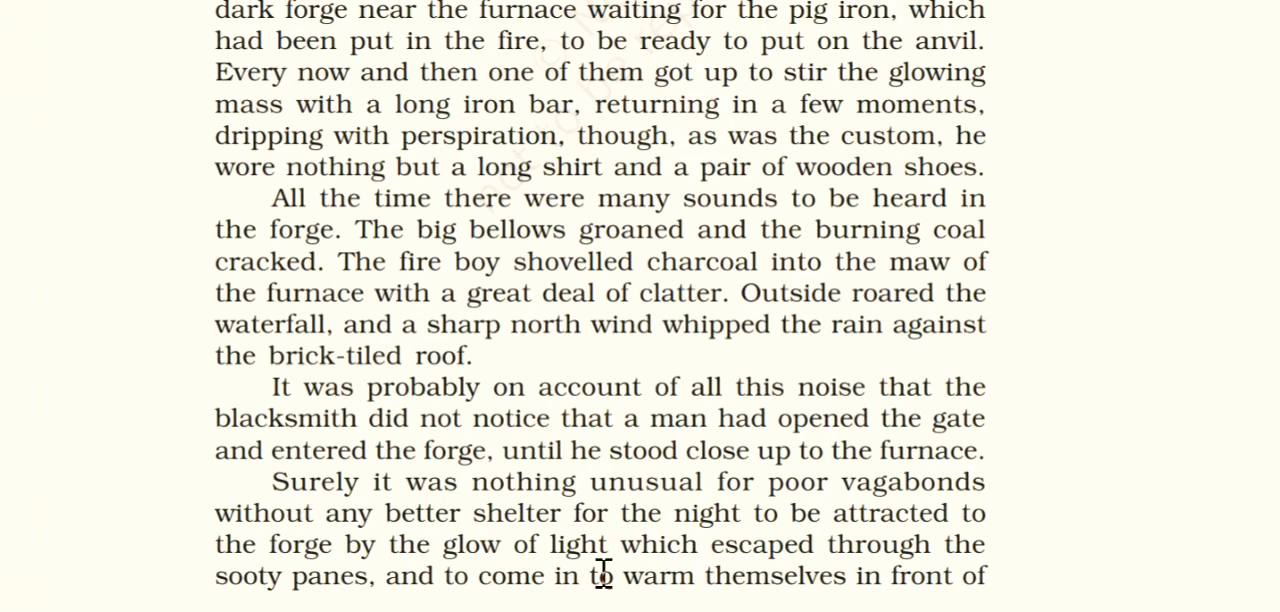 dark forge near the furnace waiting for the pig iron, which
had been put in the fire, to be ready to put on the anvil.
Every now and then one of them got up to stir the glowing
mass with a long iron bar, returning in a few moments,
dripping with perspiration, though, as was the custom, he
wore nothing but a long shirt and a pair of wooden shoes.
All the time there were many sounds to be heard in
the forge. The big bellows groaned and the burning coal
cracked. The fire boy shovelled charcoal into the maw of
the furnace with a great deal of clatter. Outside roared the
waterfall, and a sharp north wind whipped the rain against
the brick-tiled roof.
It was probably on account of all this noise that the
blacksmith did not notice that a man had opened the gate
and entered the forge, until he stood close up to the furnace.
Surely it was nothing unusual for poor vagabonds
without any better shelter for the night to be attracted to
the forge by the glow of light which escaped through the
sooty panes, and to come in to warm themselves in front of
not to be re